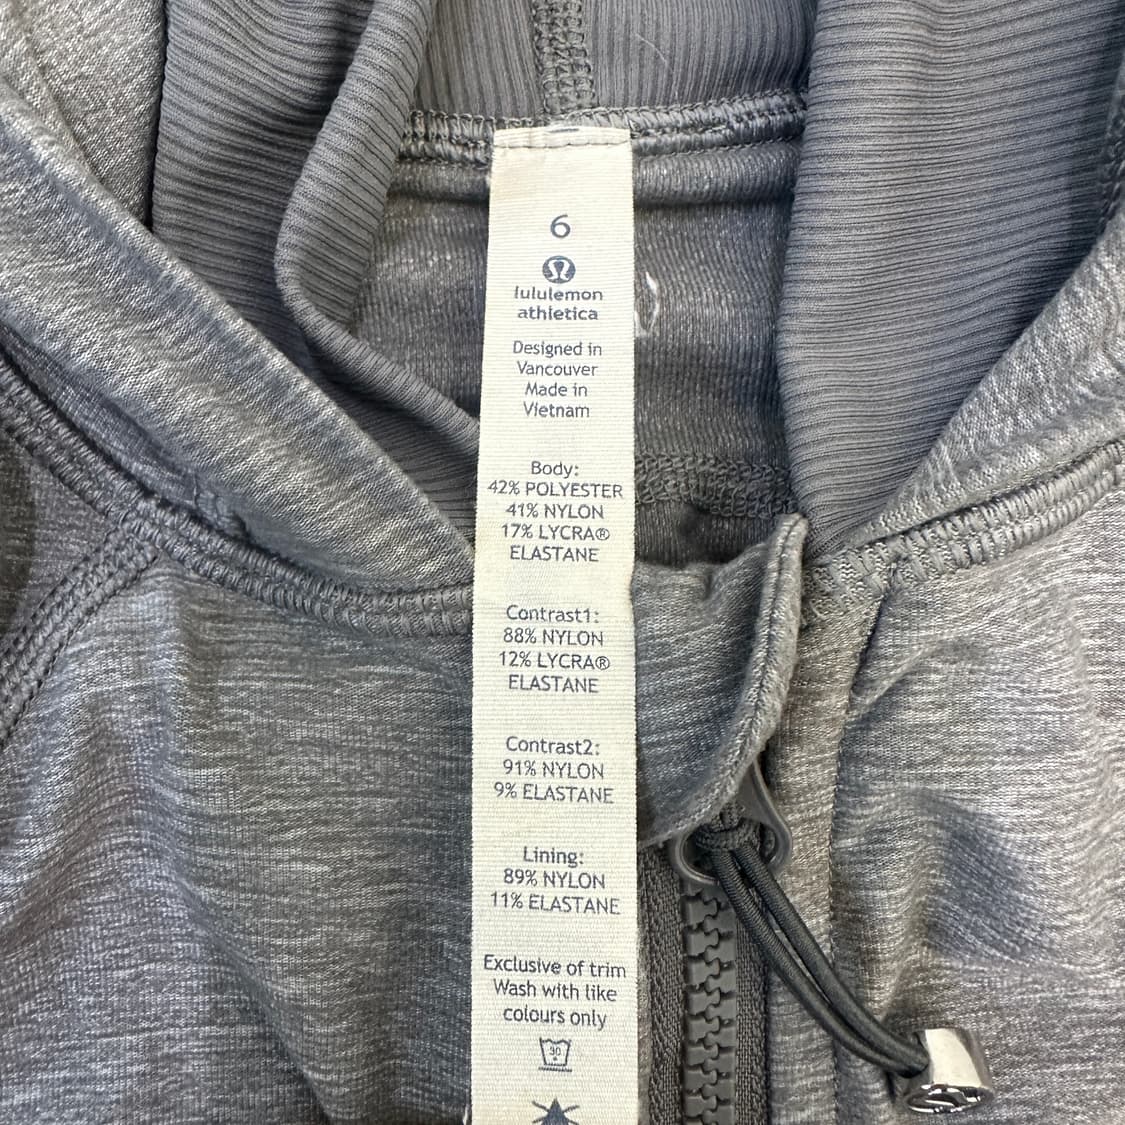 6
lululemon
athletica
Designed in
Vancouver
Made in
Vietnam
Body:
42% POLYESTER
41% NYLON
17% LYCRA®
ELASTANE
Contrast1:
88% NYLON
12% LYCRA®
ELASTANE
Contrast2:
91% NYLON
9% ELASTANE
Lining:
89% NYLON
11% ELASTANE
Exclusive of trim
Wash with like
colours only
30